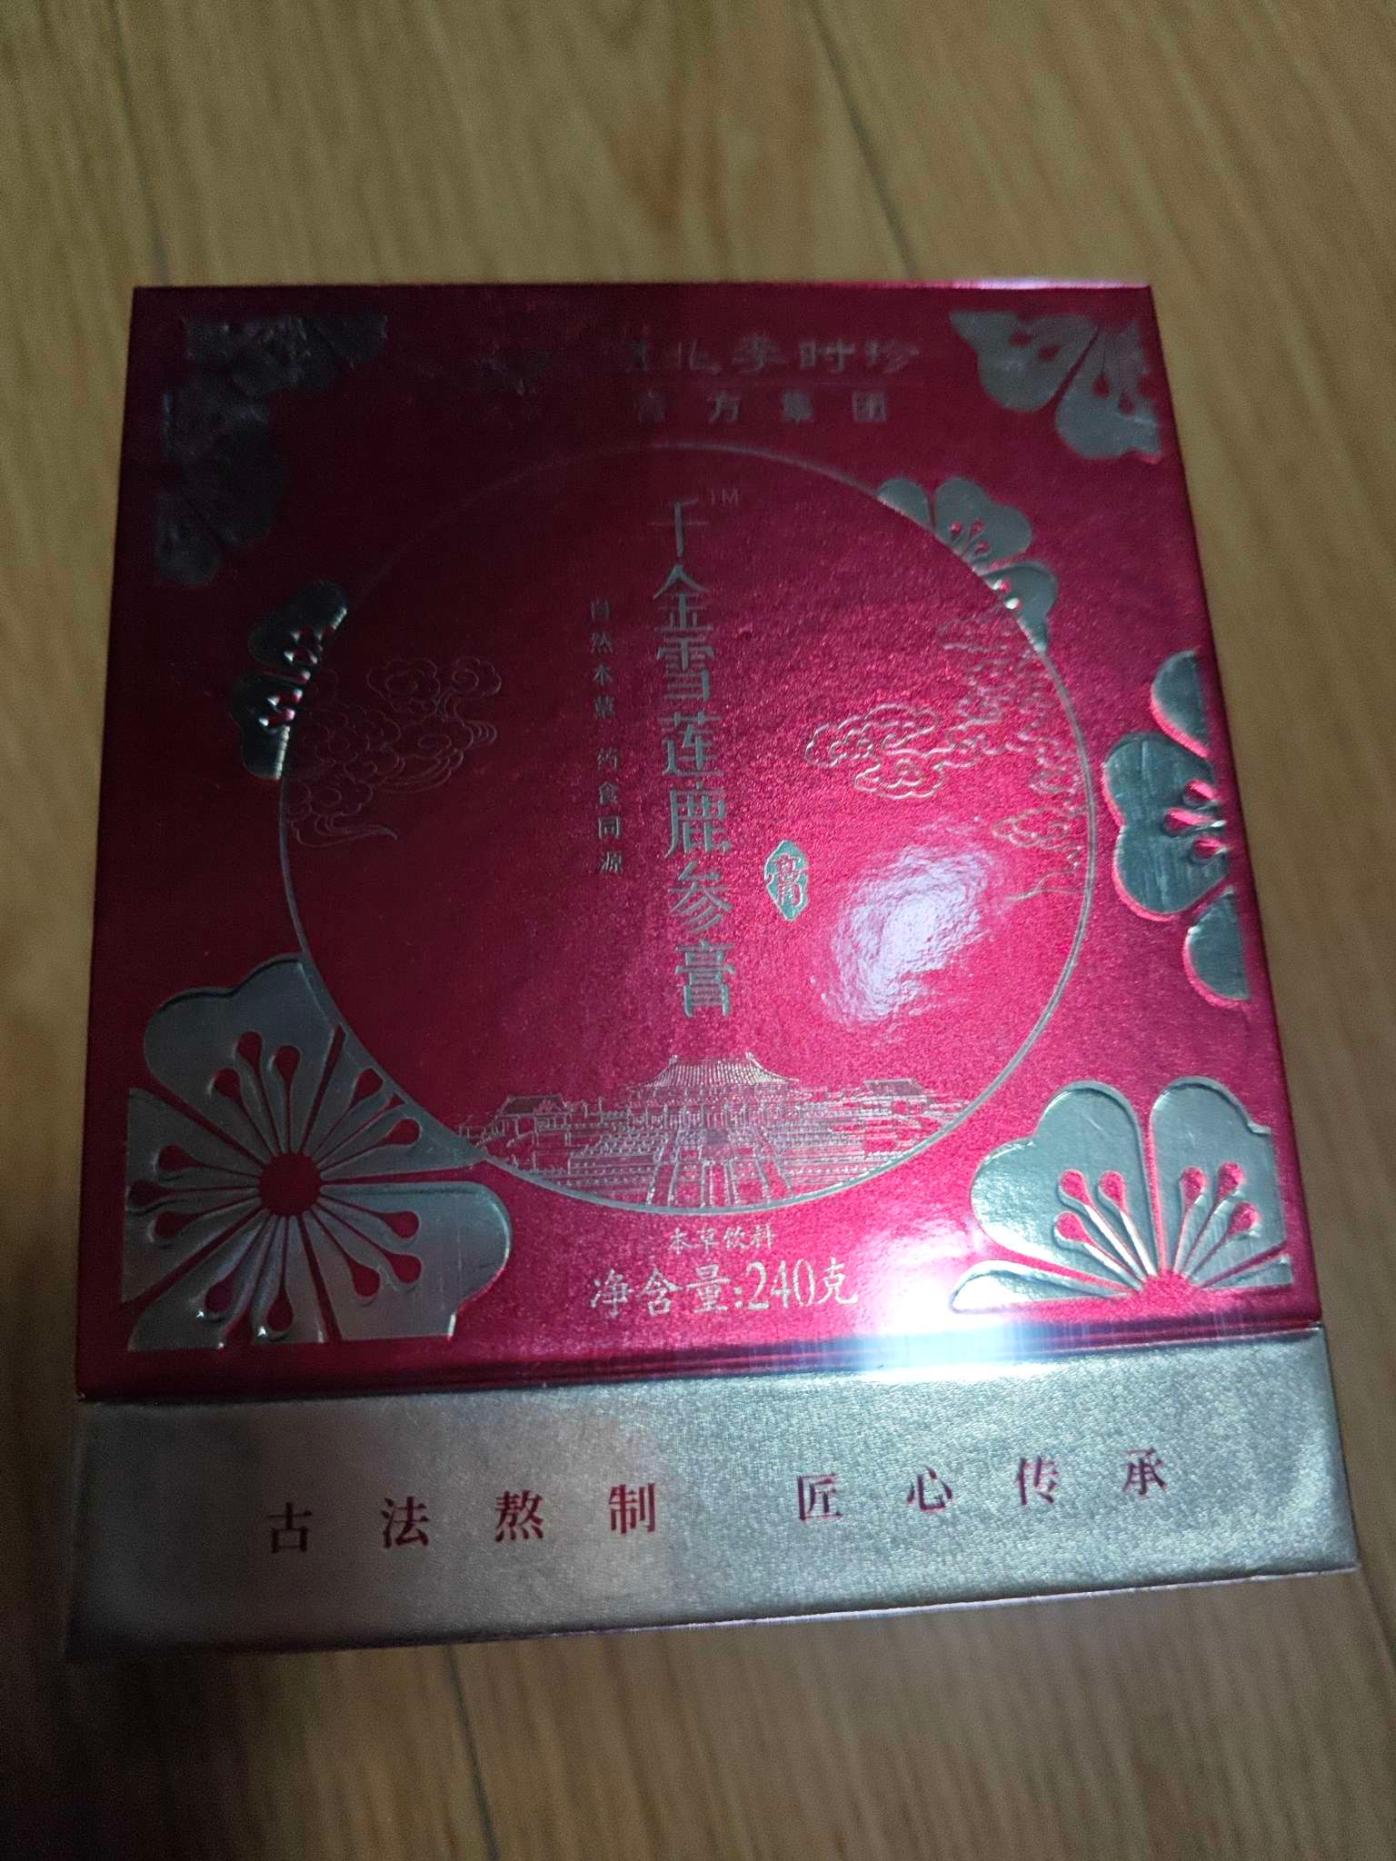 北李时珍
方集团
千金雪莲鹿参膏
TM
膏
自然本草 药食同源
本草饮料
净含量:240克
古法熬制 匠心传承